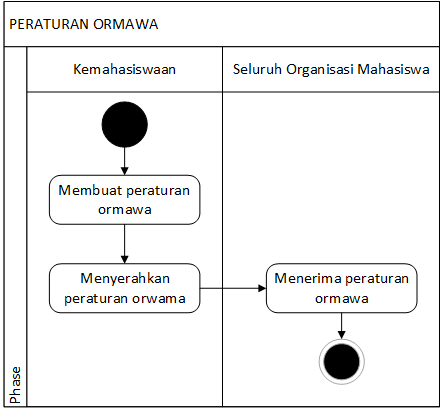 PERATURAN ORMAWA
Kemahasiswaan
Seluruh Organisasi Mahasiswa
Membuat peraturan
ormawa
Menyerahkan
peraturan orwama
Menerima peraturan
ormawa
Phase